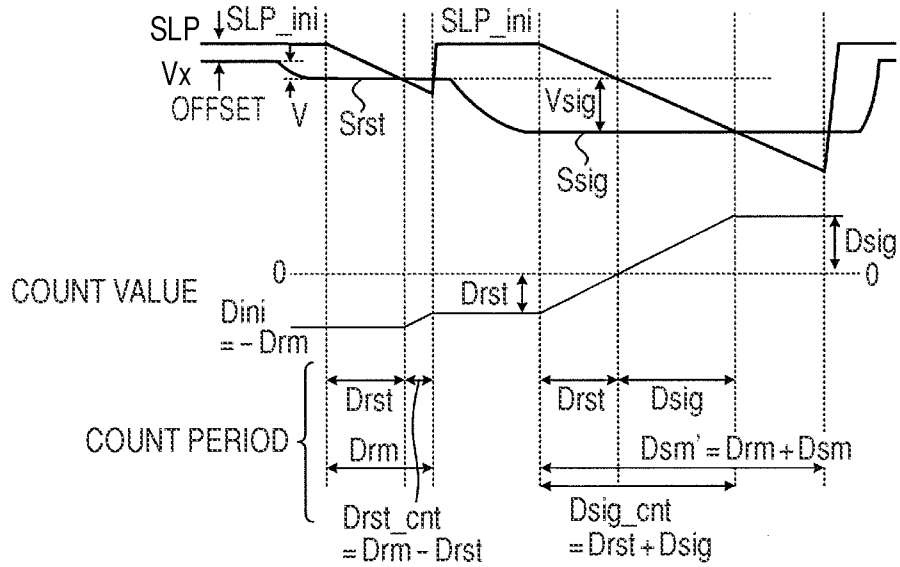 SLP SLP_ini SLP_ini
Vx
OFFSET V Vsig
Srst
Ssig
Dsig
0 0
COUNT VALUE Drst
Dini
= - Drm
Drst Drst Dsig
COUNT PERIOD
Drm Dsm' = Drm + Dsm
Drst_cnt Dsig_cnt
= Drm - Drst = Drst + Dsig